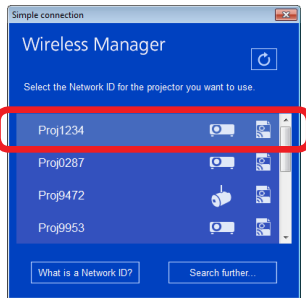 Simple connection
Wireless Manager
Select the Network ID for the projector you want to use.
Proj1234
Proj0287
Proj9472
Proj9953
What is a Network ID?
Search further...